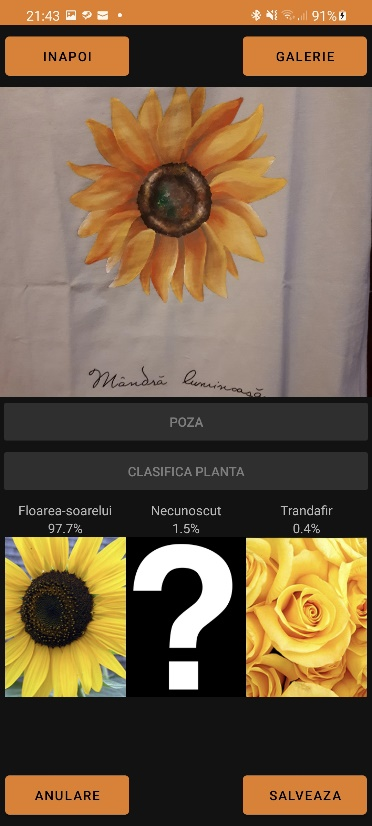 21:43
91%
INAPOI
GALERIE
Mândră luminoasă
POZA
CLASIFICA PLANTA
Floarea-soarelui
Necunoscut
Trandafir
97.7%
1.5%
0.4%
?
ANULARE
SALVEAZA